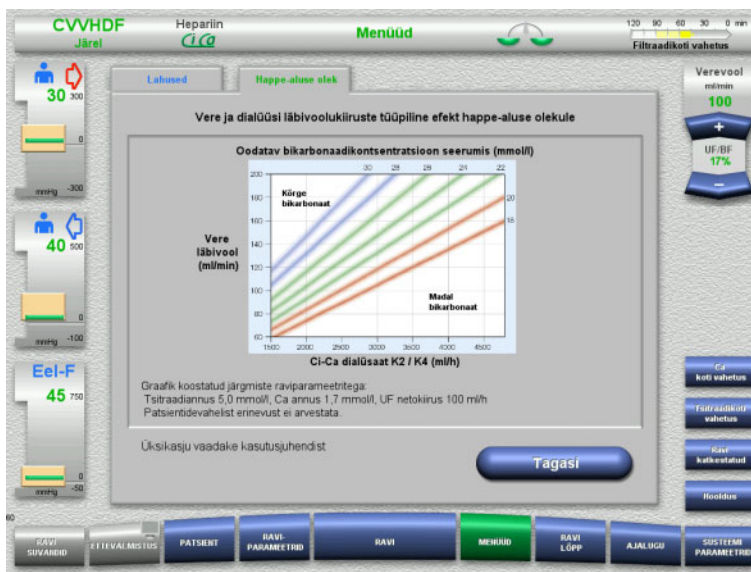 CVVHDF
Järel
Heparin
CiCa
Menüüd
120 90 60 30 0 min
Filtraadikoti vahetus
30 300
0
mmHg -300
40 500
0
mmHg -100
Eel-F
45 750
0
mmHg -50
Lahused
Happe-aluse olek
Vere ja dialüüsi läbivoolukiiruste tüüpiline efekt happe-aluse olekule
Oodatav bikarbonaadikontsentratsioon seerumis (mmol/l)
30 28 26 24 22
20
18
200
180
160
140
120
100
80
60
Kõrge
bikarbonaat
Madal
bikarbonaat
Vere
läbivool
(ml/min)
1500 2000 2500 3000 3500 4000 4500
Ci-Ca dialüsaat K2 / K4 (ml/h)
Graafik koostatud järgmiste raviparameetritega:
Tsitraadiannus 5,0 mmol/l, Ca annus 1,7 mmol/l, UF netokiirus 100 ml/h
Patsientidevahelist erinevust ei arvestata.
Üksikasju vaadake kasutusjuhendist
Tagasi
Verevool
ml/min
100
+
UF/BF
17%
−
Ca
koti vahetus
Tsitraadikoti
vahetus
Ravi
katkestatud
Hooldus
60
RAVI
SUVANDID
ETTEVALMISTUS
PATSIENT
RAVI-
PARAMEETRID
RAVI
MENÜÜD
RAVI
LÕPP
AJALUGU
SÜSTEEMI
PARAMEETRID